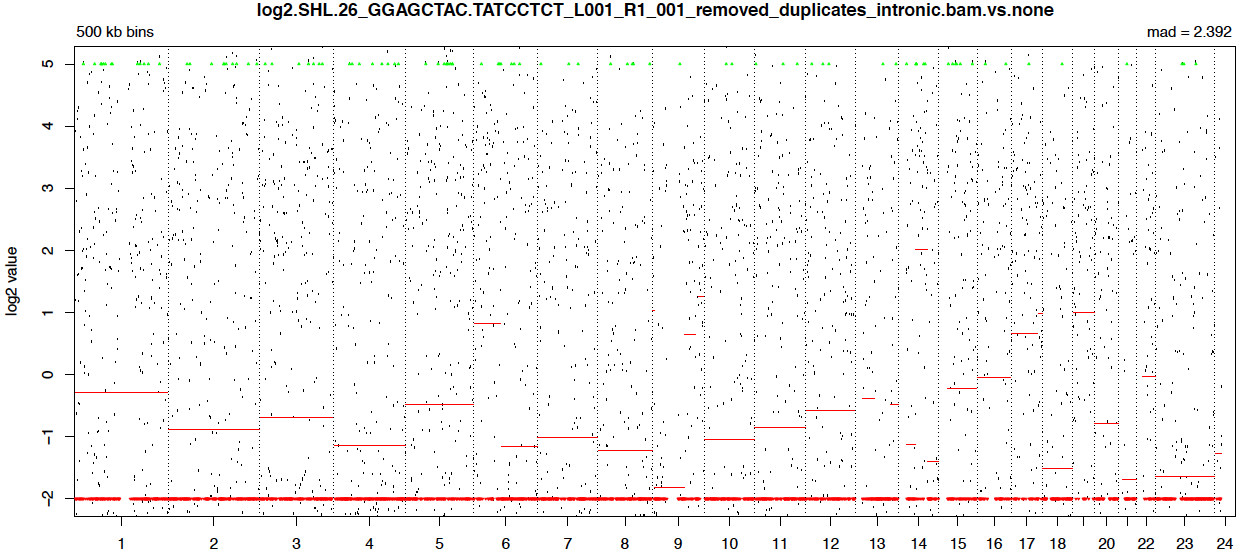 log2.SHL.26_GGAGCTAC.TATCCTCT_L001_R1_001_removed_duplicates_intronic.bam.vs.none
500 kb bins
mad = 2.392
log2 value
5
4
3
2
1
0
−1
−2
1 2 3 4 5 6 7 8 9 10 11 12 13 14 15 16 17 18 20 22 23 24